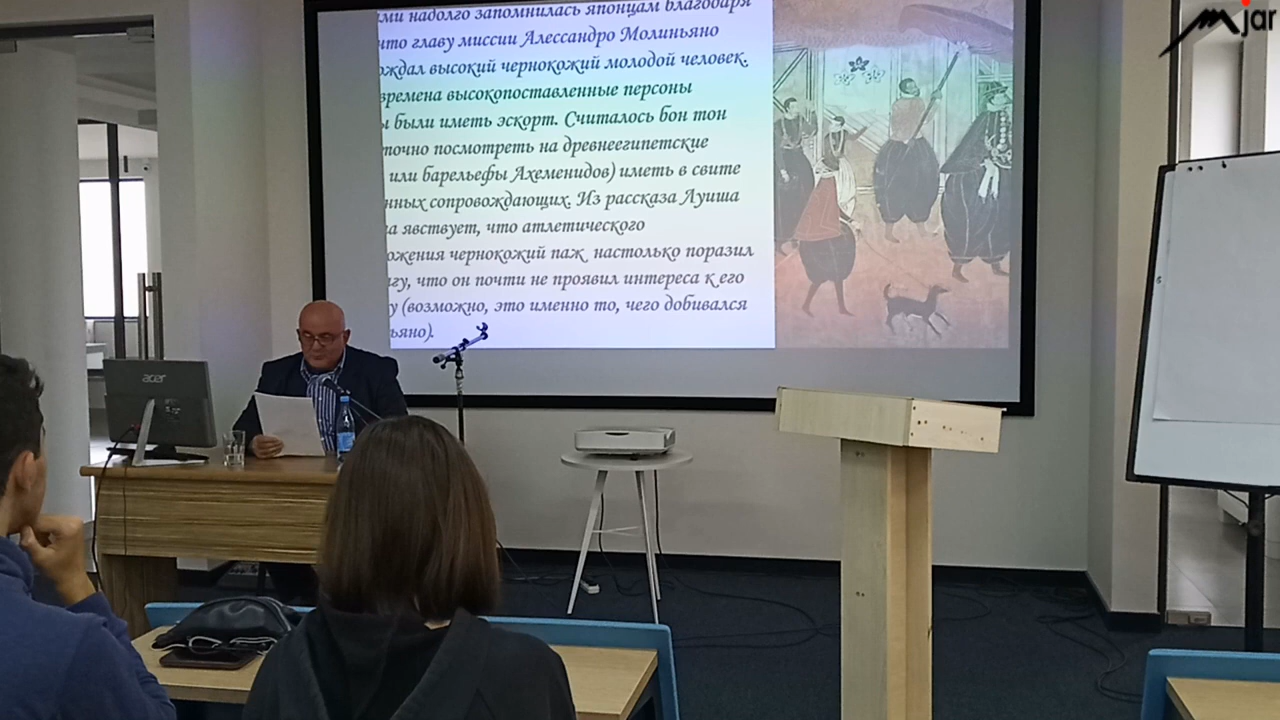 ми надолго запомнилась японцам благодаря
что главу миссии Алессандро Молиньяно
ождал высокий чернокожий молодой человек.
времена высокопоставленные персоны
ы были иметь эскорт. Считалось бон тон
точно посмотреть на древнеегипетские
или барельефы Ахеменидов) иметь в свите
нных сопровождающих. Из рассказа Луиша
а явствует, что атлетического
ожения чернокожий паж настолько поразил
гу, что он почти не проявил интереса к его
у (возможно, это именно то, чего добивался
ьяно).
jar
acer